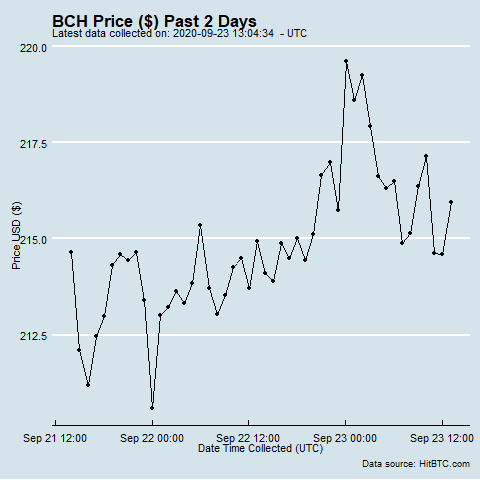 BCH Price ($) Past 2 Days
Latest data collected on: 2020-09-23 13:04:34 - UTC
220.0
217.5
215.0
212.5
Price USD ($)
Sep 21 12:00 Sep 22 00:00 Sep 22 12:00 Sep 23 00:00 Sep 23 12:00
Date Time Collected (UTC)
Data source: HitBTC.com